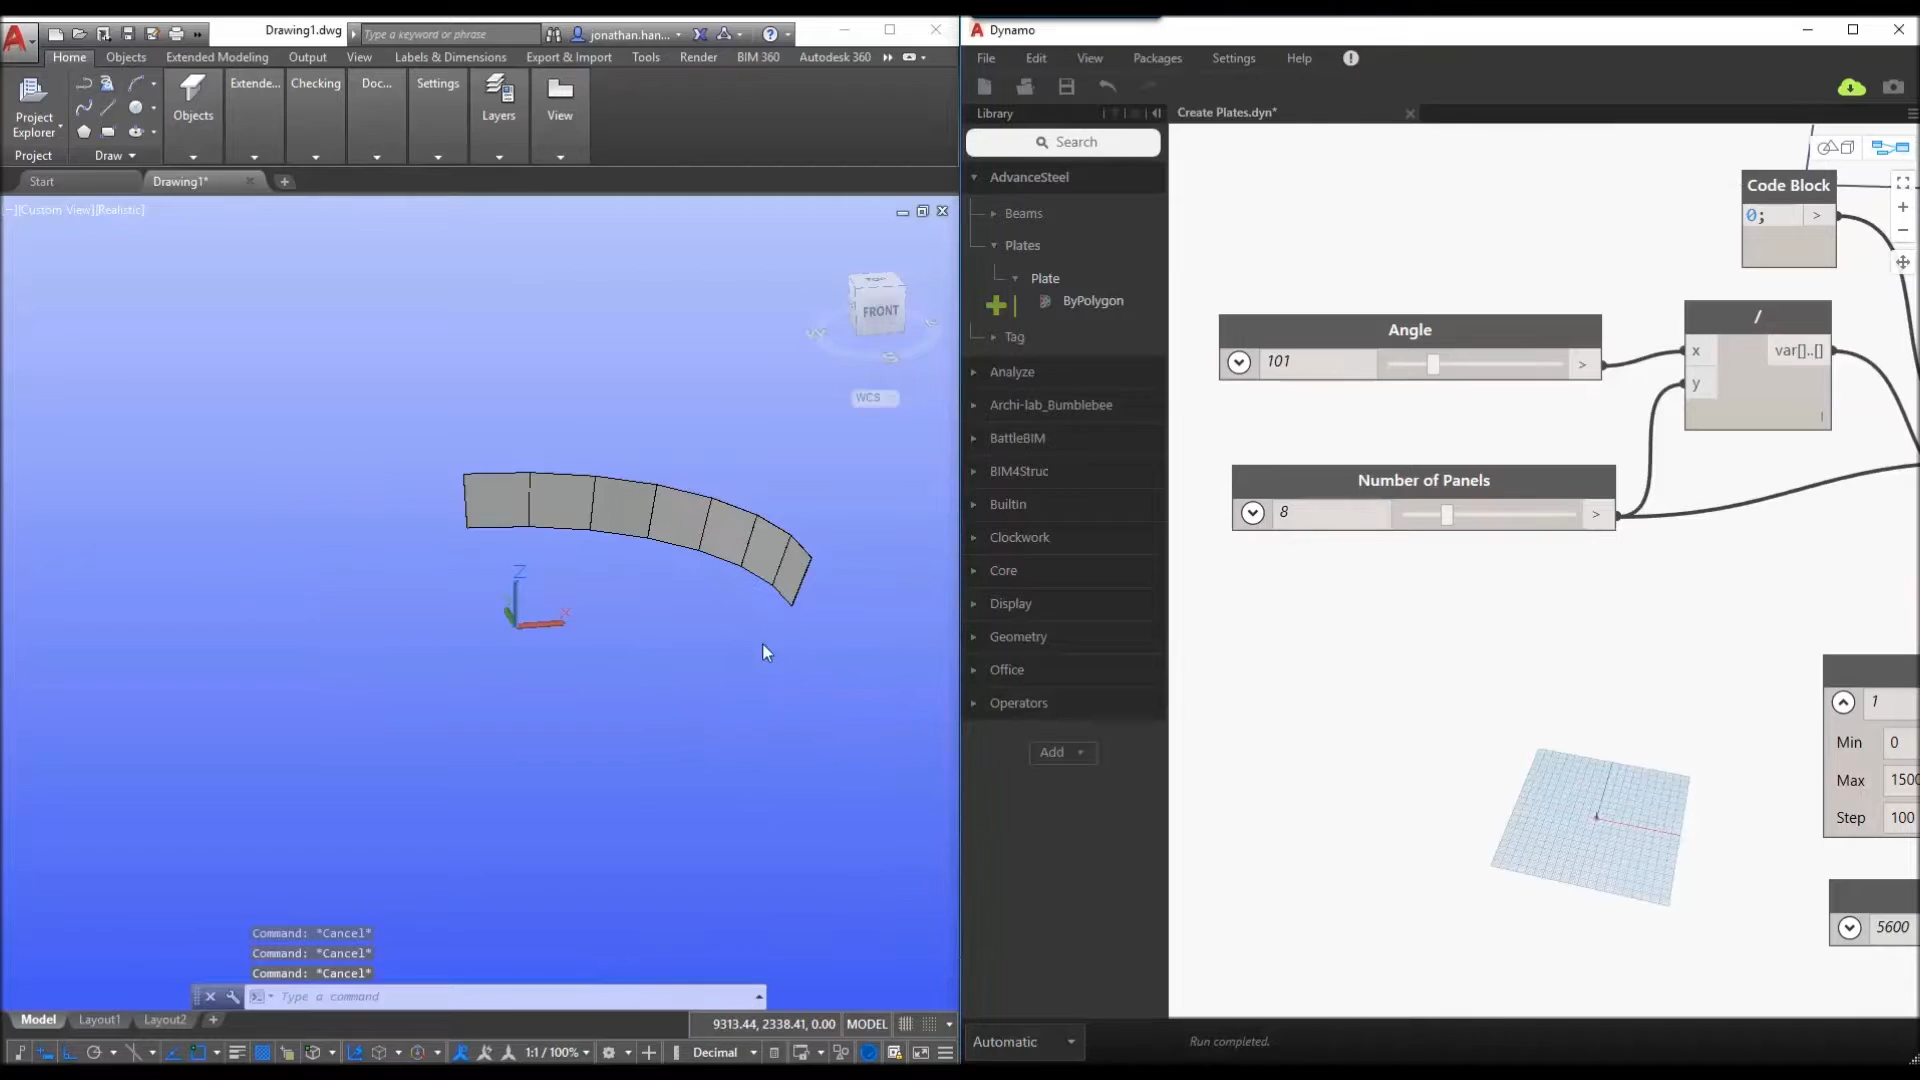 Drawing1.dwg
Type a keyword or phrase
jonathan.han...
Home
Objects
Extended Modeling
Output
View
Labels & Dimensions
Export & Import
Tools
Render
BIM 360
Autodesk 360
Project
Explorer
Project
Draw
Objects
Extende...
Checking
Doc...
Settings
Layers
View
Start
Drawing1*
[Custom View][Realistic]
TOP
FRONT
WCS
Z
X
Command: *Cancel*
Command: *Cancel*
Command: *Cancel*
Type a command
Model
Layout1
Layout2
9313.44, 2338.41, 0.00
MODEL
1:1 / 100%
Decimal
Dynamo
File
Edit
View
Packages
Settings
Help
Library
Create Plates.dyn*
Search
AdvanceSteel
Beams
Plates
Plate
ByPolygon
Tag
Analyze
Archi-lab_Bumblebee
BattleBIM
BIM4Struc
Builtin
Clockwork
Core
Display
Geometry
Office
Operators
Add
Code Block
0;
>
Angle
101
>
/
x
var[]..[]
y
Number of Panels
8
>
1
Min
0
Max
1500
Step
100
5600
Automatic
Run completed.